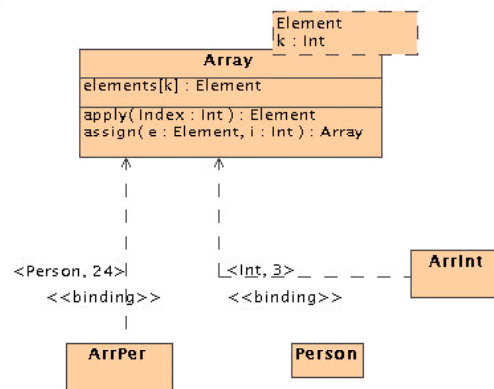 Element
k : Int
Array
elements[k] : Element
apply( Index : Int ) : Element
assign( e : Element, i : Int ) : Array
<Person, 24>
<Int, 3>
ArrInt
<<binding>>
<<binding>>
ArrPer
Person